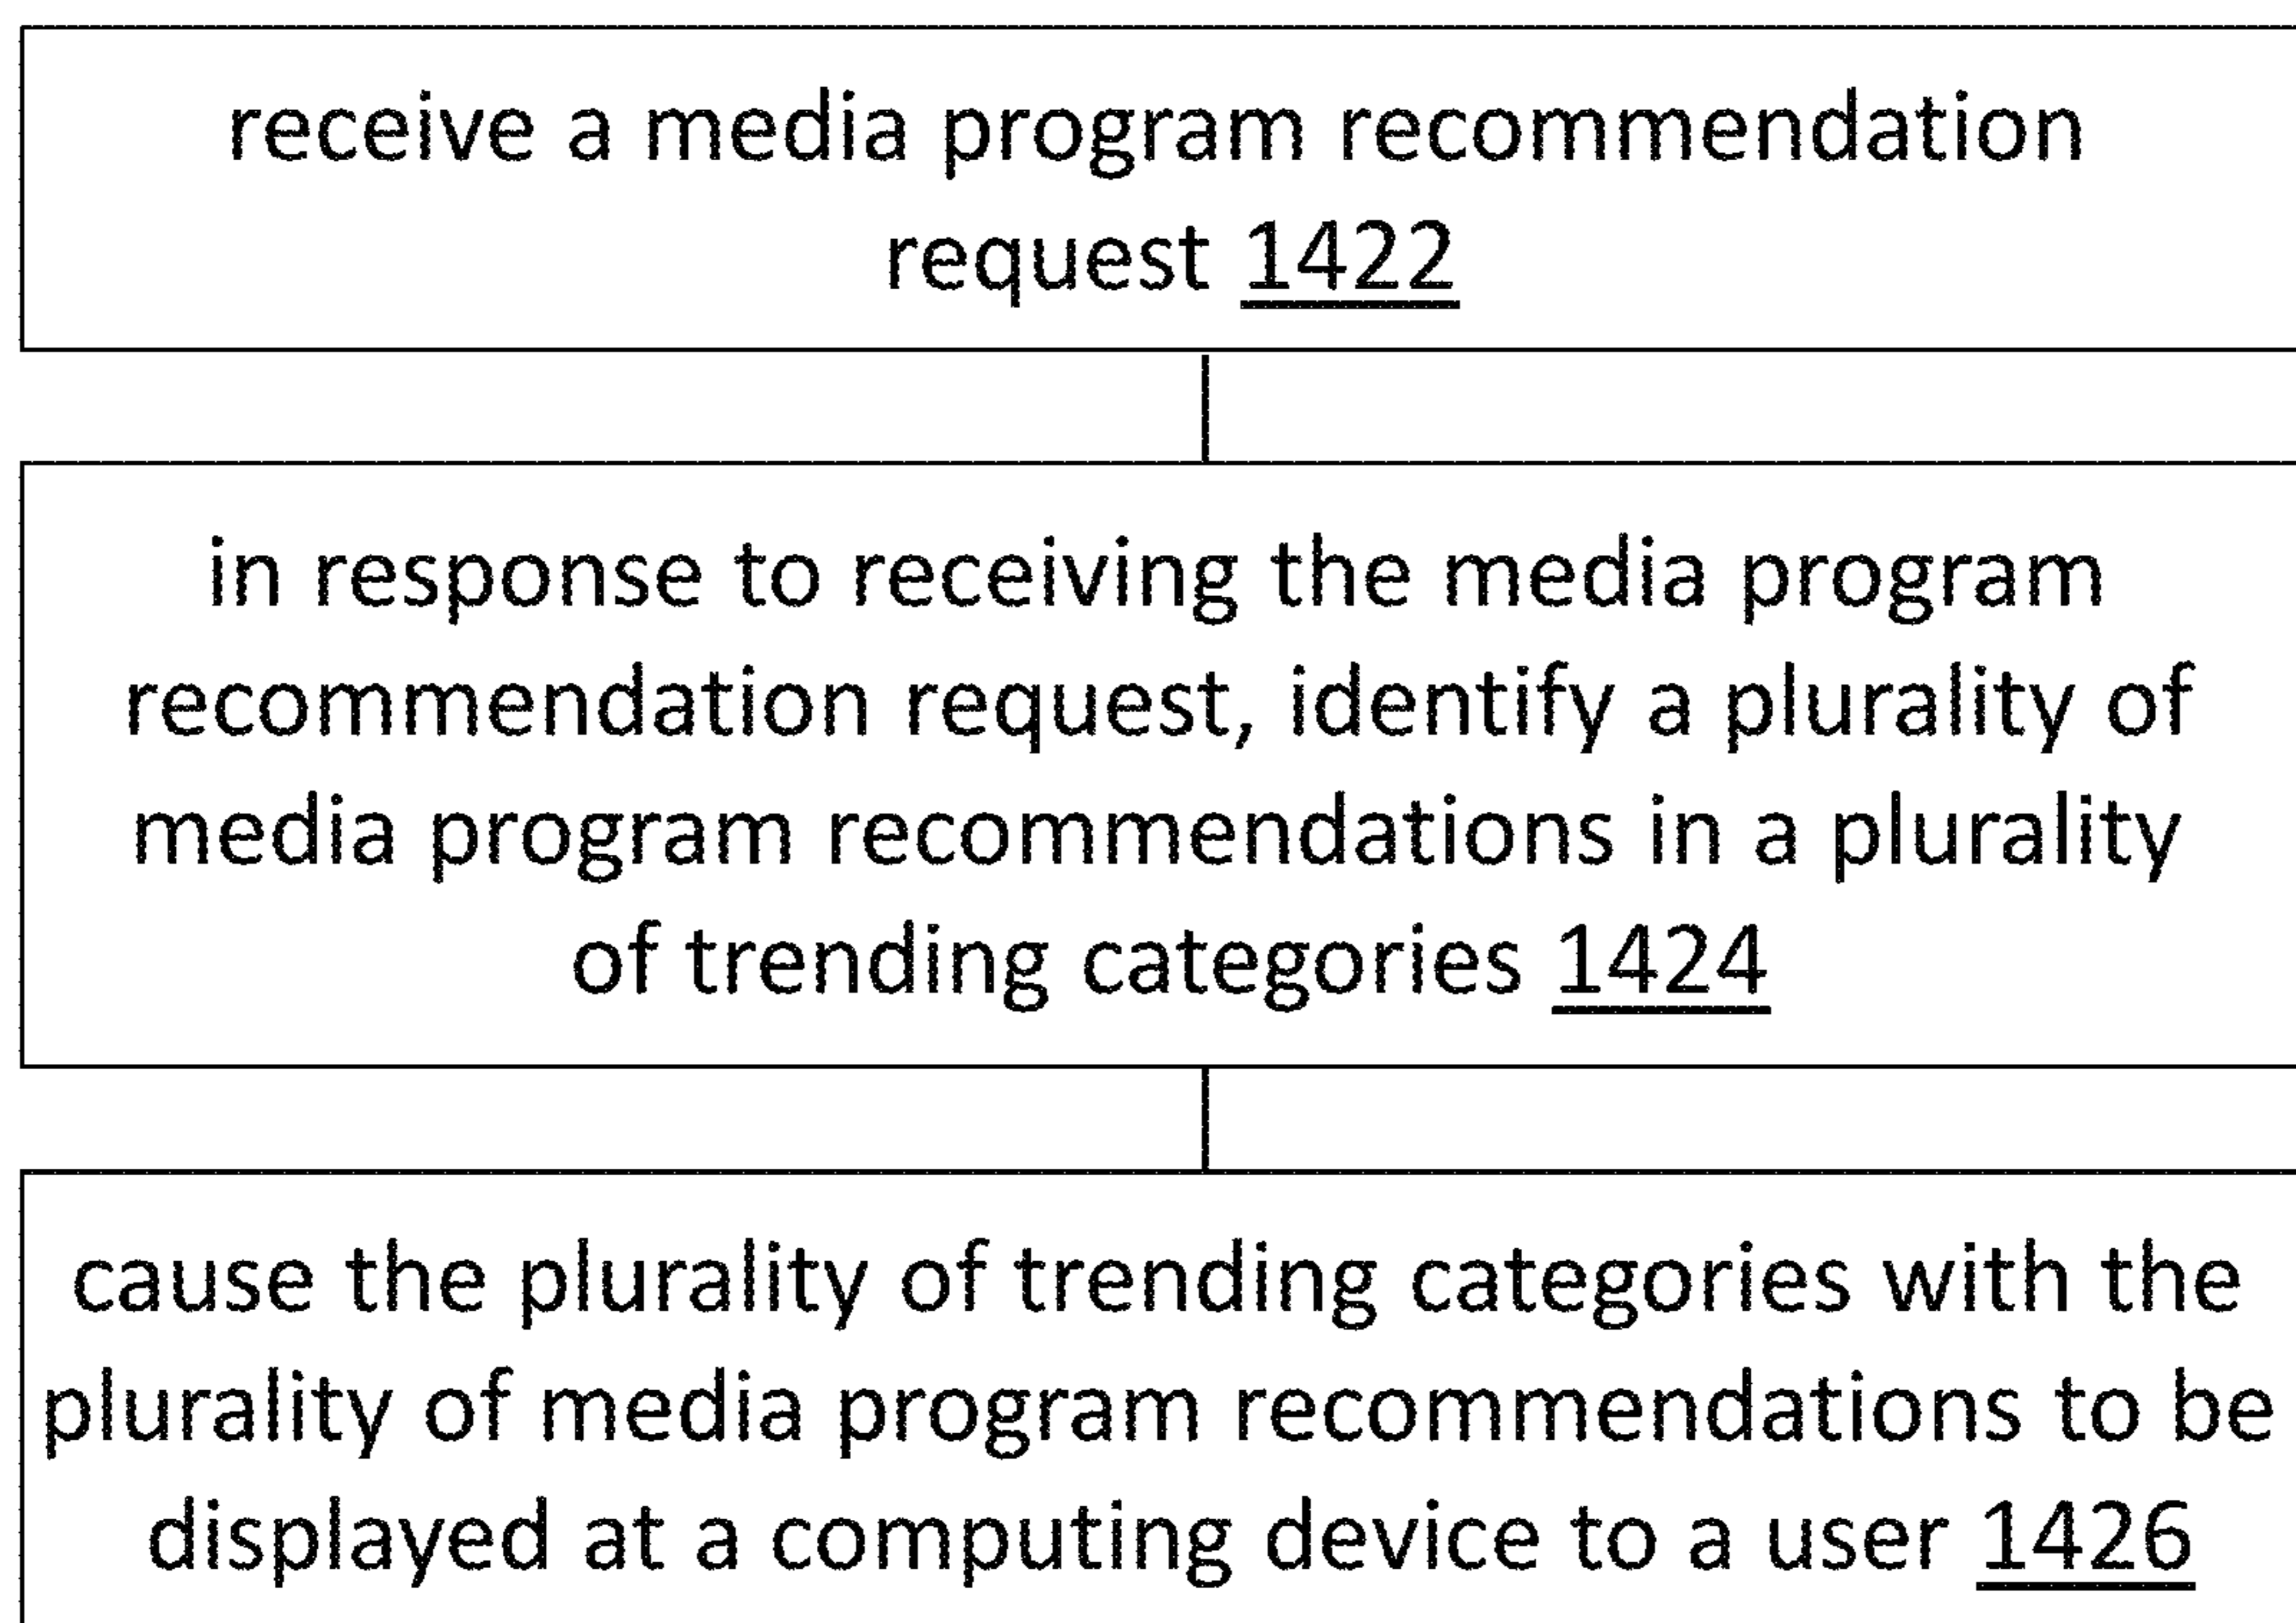 receive a media program recommendation
request 1422
in response to receiving the media program
recommendation request, identify a plurality of
media program recommendations in a plurality
of trending categories 1424
cause the plurality of trending categories with the
plurality of media program recommendations to be
displayed at a computing device to a user 1426